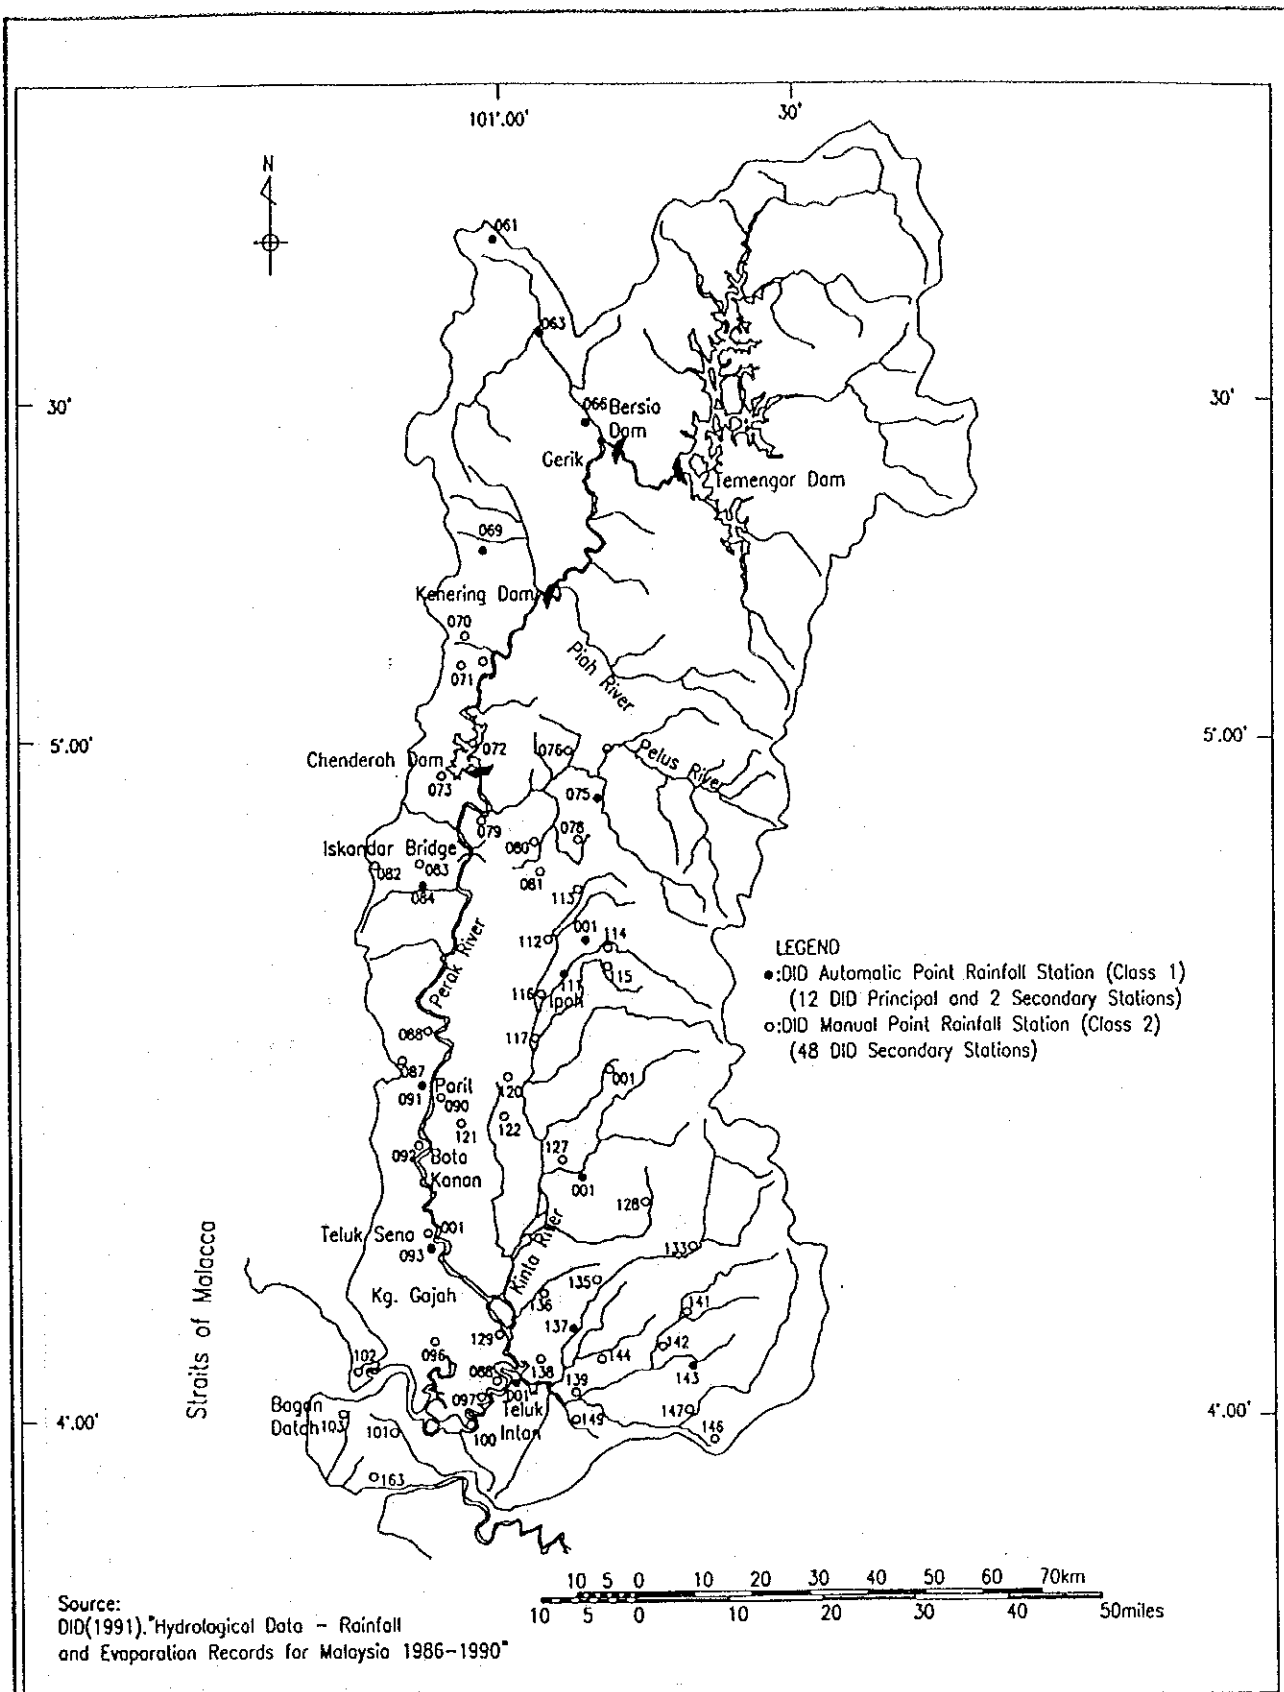 101°.00'
30'
N
061
063
066
Bersia
Dam
30'
30'
Gerik
Temengor Dam
069
Kenering Dam
070
071
Piah River
5°.00'
5°.00'
072
076
Pelus River
Chenderoh Dam
073
075
079
080
078
Iskandar Bridge
082
083
081
084
113
Perak River
112
001
114
LEGEND
●:DID Automatic Point Rainfall Station (Class 1)
(12 DID Principal and 2 Secondary Stations)
○:DID Manual Point Rainfall Station (Class 2)
(48 DID Secondary Stations)
111
115
116
Ipoh
088
117
087
001
091
Parit
090
120
121
122
092
Bota
Kanan
127
001
128
Teluk Sena
001
093
133
Kinta River
Straits of Malacca
Kg. Gajah
135
136
141
137
129
142
096
144
102
138
143
139
097
001
Teluk
Intan
Bagan
Datoh
103
101
100
149
147
146
4°.00'
4°.00'
163
10 5 0 10 20 30 40 50 60 70km
10 5 0 10 20 30 40 50miles
Source:
DID(1991)."Hydrological Data - Rainfall
and Evaporation Records for Malaysia 1986-1990"